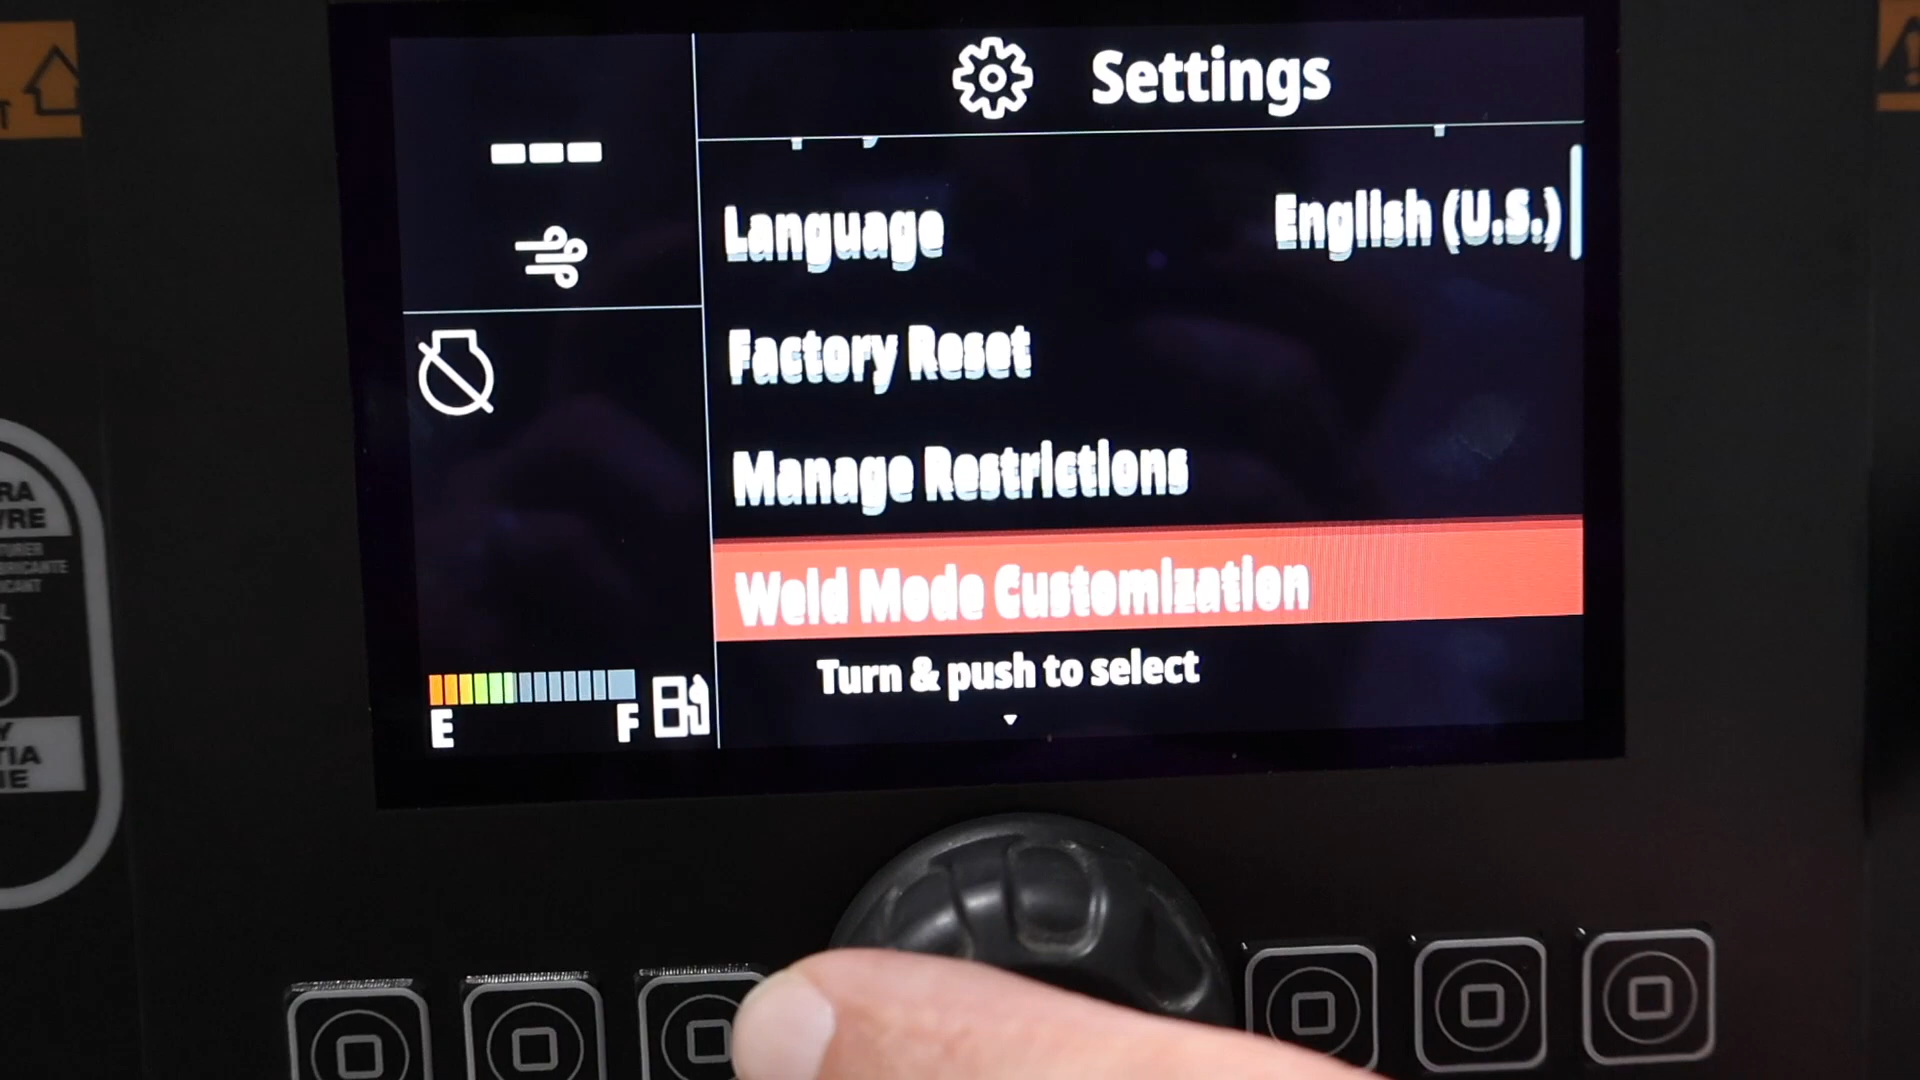 Settings
Language English (U.S.)
Factory Reset
Manage Restrictions
Weld Mode Customization
Turn & push to select
E F